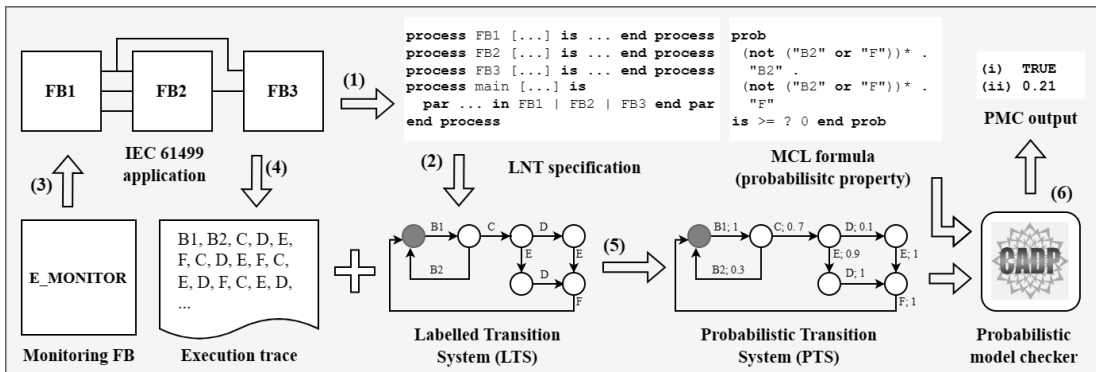 FB1
FB2
FB3
IEC 61499
application
(1)
process FB1 [...] is ... end process
process FB2 [...] is ... end process
process FB3 [...] is ... end process
process main [...] is
par ... in FB1 | FB2 | FB3 end par
end process
LNT specification
prob
(not ("B2" or "F"))* .
"B2" .
(not ("B2" or "F"))* .
"F"
is >= ? 0 end prob
MCL formula
(probabilisitc property)
(i) TRUE
(ii) 0.21
PMC output
(3)
(4)
(2)
(6)
E_MONITOR
Monitoring FB
B1, B2, C, D, E,
F, C, D, E, F, C,
E, D, F, C, E, D,
...
Execution trace
B1
C
D
B2
E
E
D
F
Labelled Transition
System (LTS)
(5)
B1; 1
C; 0.7
D; 0.1
B2; 0.3
E; 0.9
E; 1
D; 1
F; 1
Probabilistic Transition
System (PTS)
CADP
Probabilistic
model checker